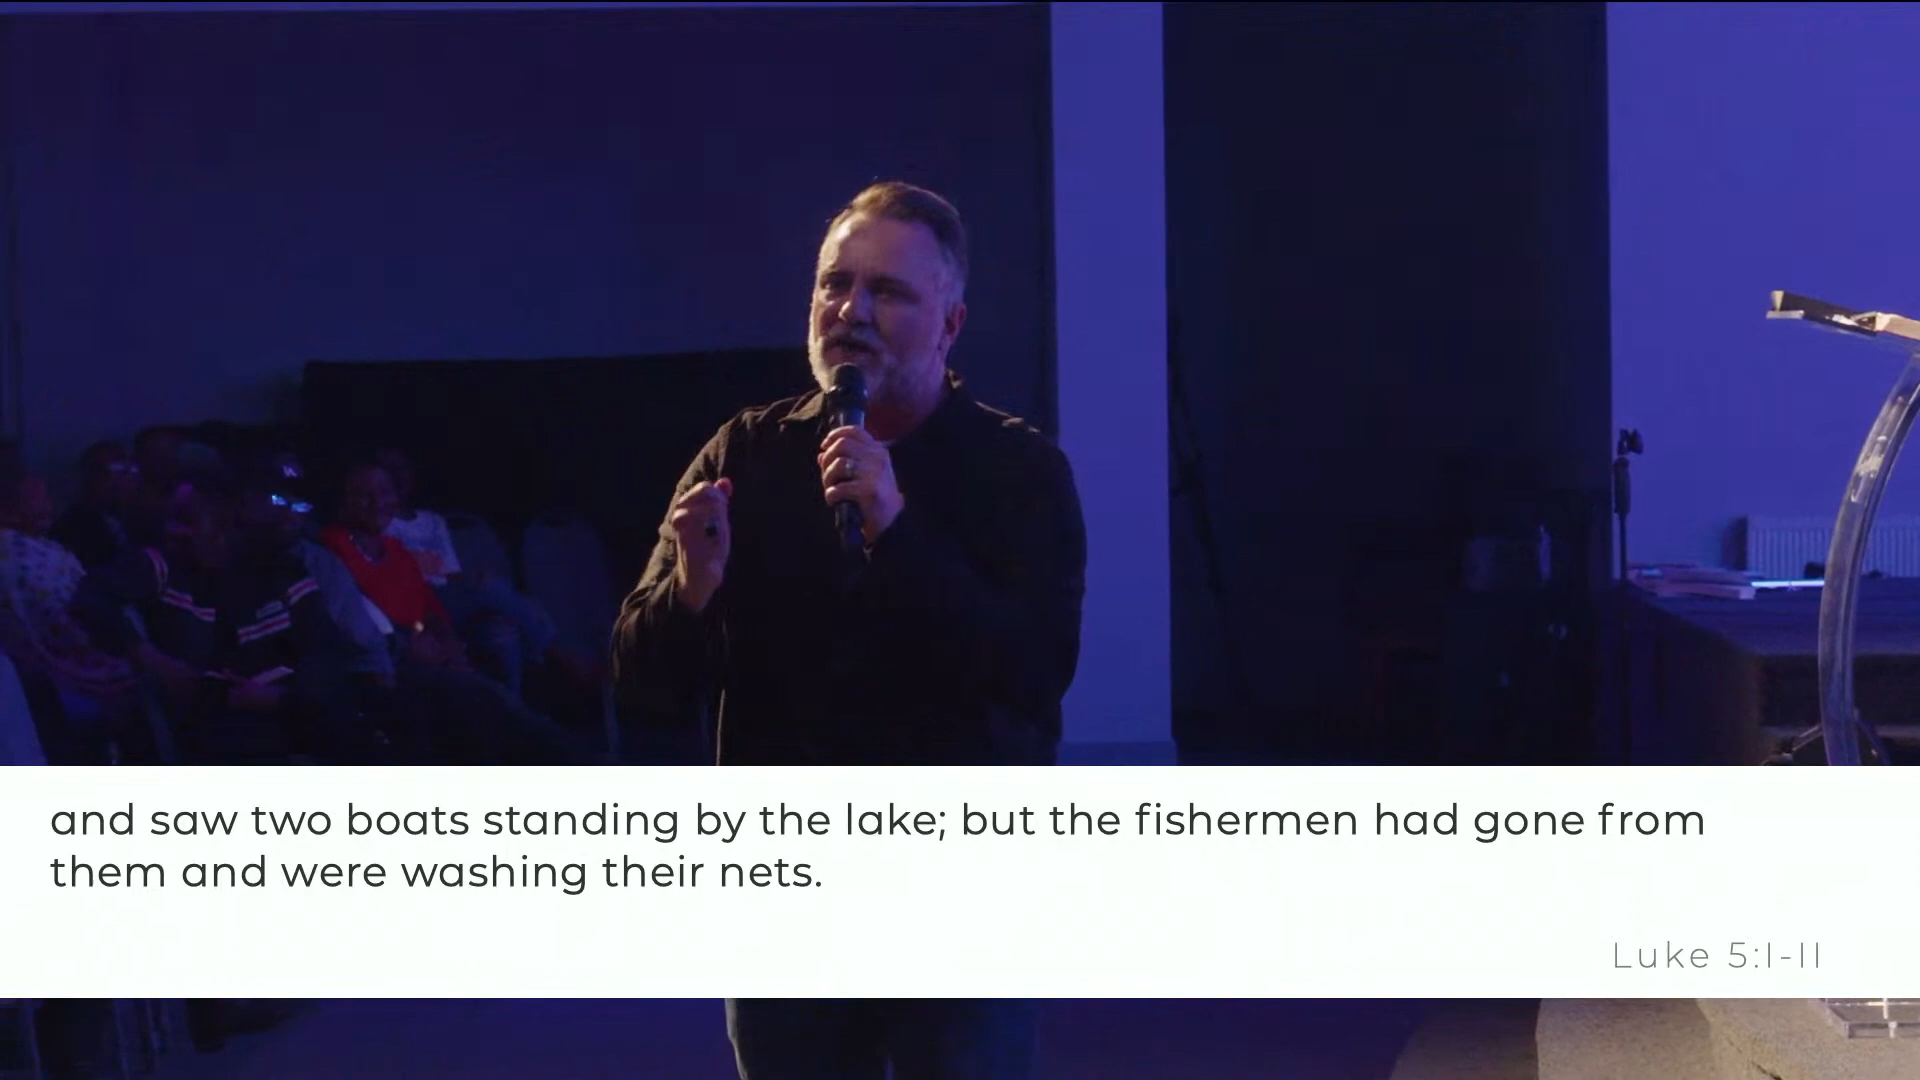 and saw two boats standing by the lake; but the fishermen had gone from
them and were washing their nets.
Luke 5:1-11